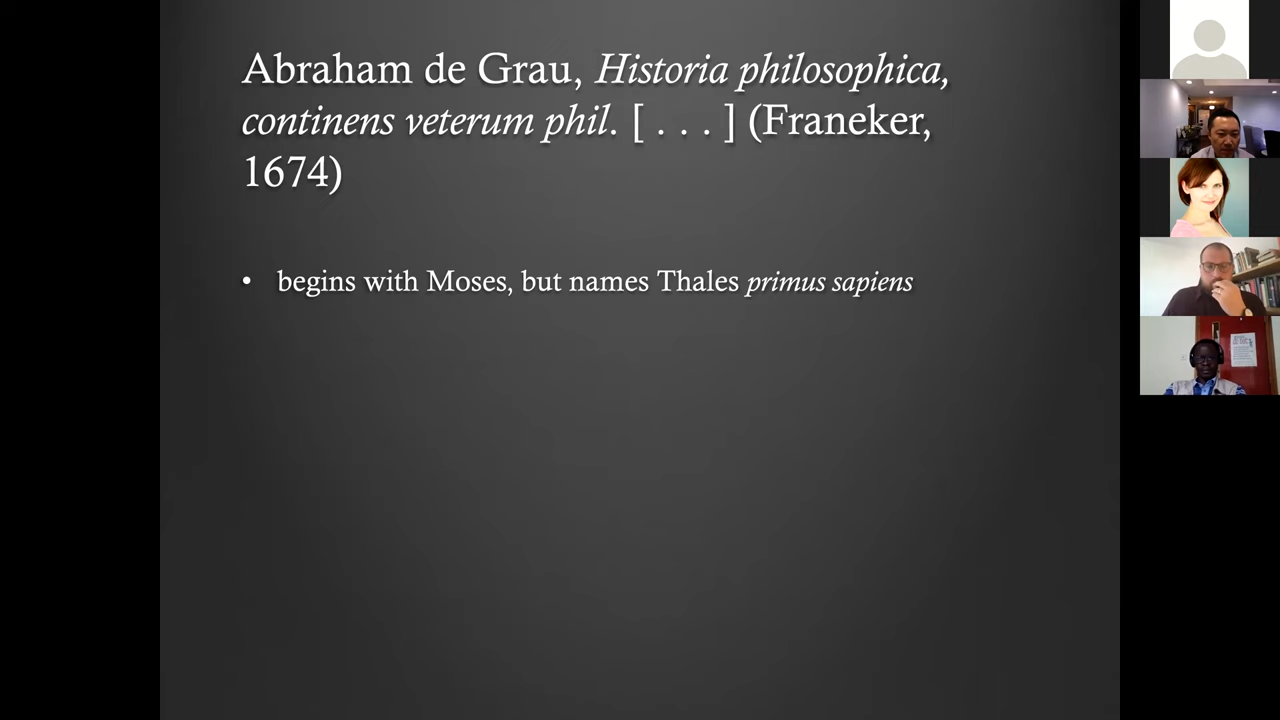 Abraham de Grau, Historia philosophica,
continens veterum phil. [ . . . ] (Franeker,
1674)
• begins with Moses, but names Thales primus sapiens